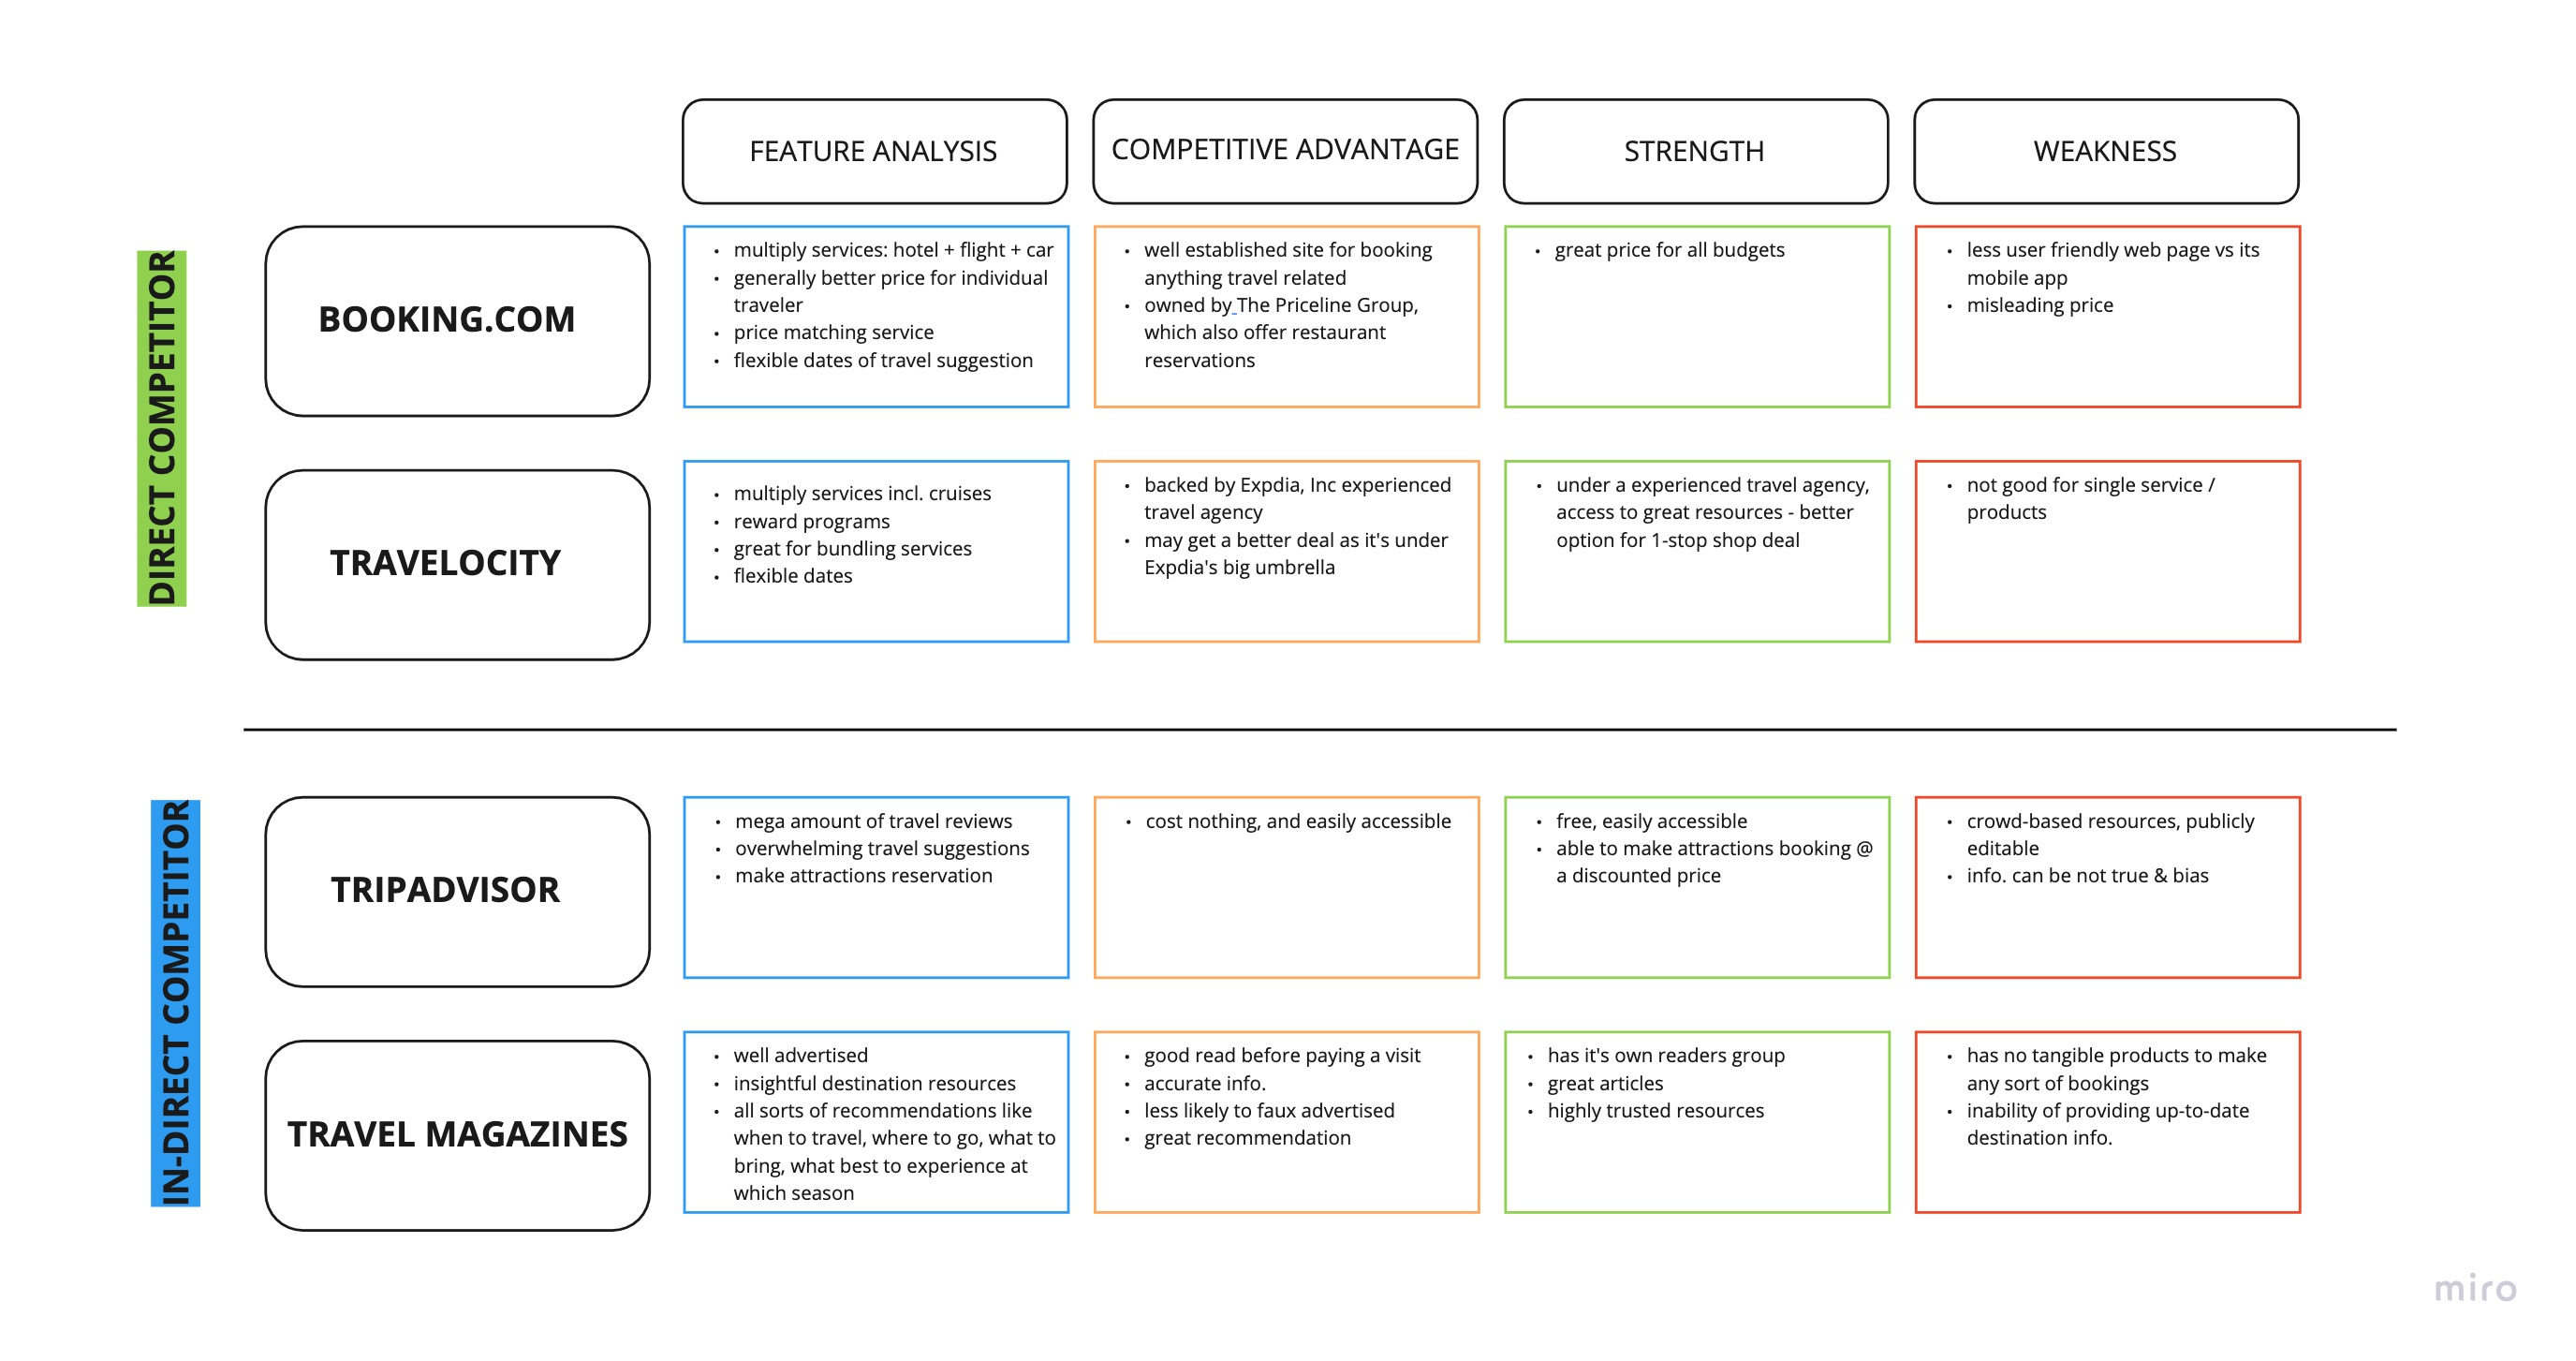 FEATURE ANALYSIS
COMPETITIVE ADVANTAGE
STRENGTH
WEAKNESS
DIRECT COMPETITOR
BOOKING.COM
• multiply services: hotel + flight + car
• generally better price for individual
traveler
• price matching service
• flexible dates of travel suggestion
• well established site for booking
anything travel related
• owned by The Priceline Group,
which also offer restaurant
reservations
• great price for all budgets
• less user friendly web page vs its
mobile app
• misleading price
TRAVELOCITY
• multiply services incl. cruises
• reward programs
• great for bundling services
• flexible dates
• backed by Expdia, Inc experienced
travel agency
• may get a better deal as it's under
Expdia's big umbrella
• under a experienced travel agency,
access to great resources - better
option for 1-stop shop deal
• not good for single service /
products
IN-DIRECT COMPETITOR
TRIPADVISOR
• mega amount of travel reviews
• overwhelming travel suggestions
• make attractions reservation
• cost nothing, and easily accessible
• free, easily accessible
• able to make attractions booking @
a discounted price
• crowd-based resources, publicly
editable
• info. can be not true & bias
TRAVEL MAGAZINES
• well advertised
• insightful destination resources
• all sorts of recommendations like
when to travel, where to go, what to
bring, what best to experience at
which season
• good read before paying a visit
• accurate info.
• less likely to faux advertised
• great recommendation
• has it's own readers group
• great articles
• highly trusted resources
• has no tangible products to make
any sort of bookings
• inability of providing up-to-date
destination info.
miro